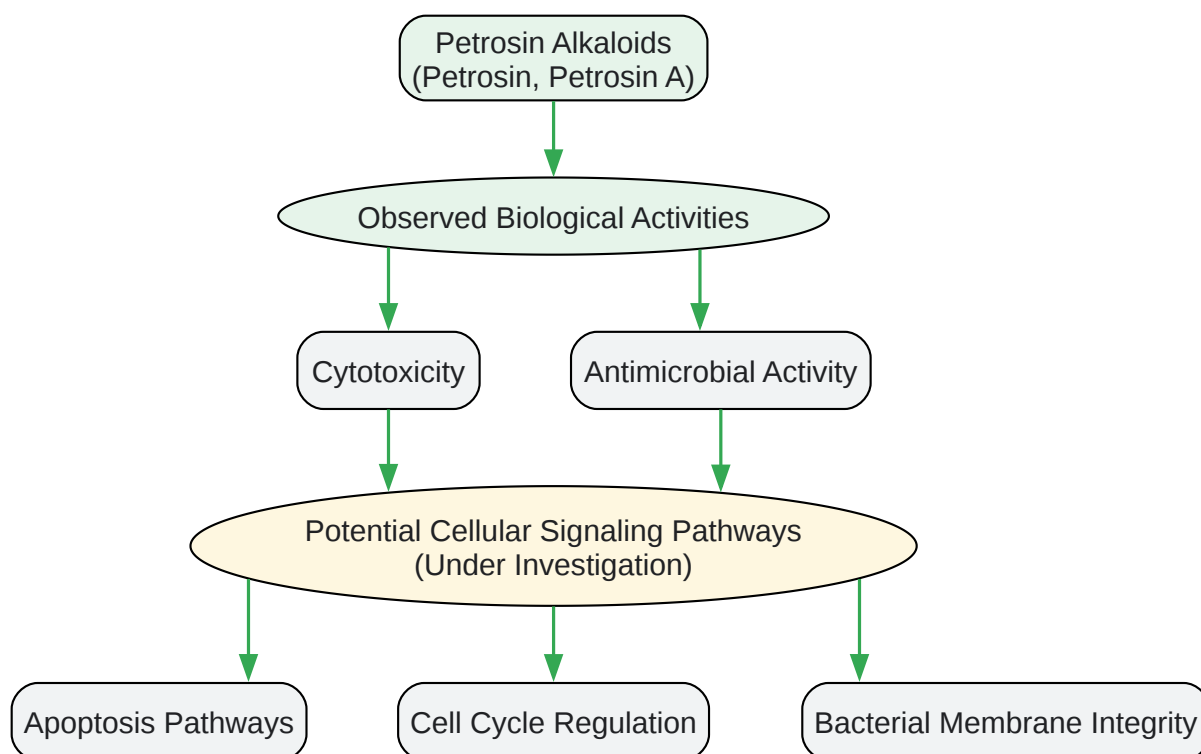 Petrosin Alkaloids
(Petrosin, Petrosin A)
Observed Biological Activities
Cytotoxicity
Antimicrobial Activity
Potential Cellular Signaling Pathways
(Under Investigation)
Apoptosis Pathways
Cell Cycle Regulation
Bacterial Membrane Integrity